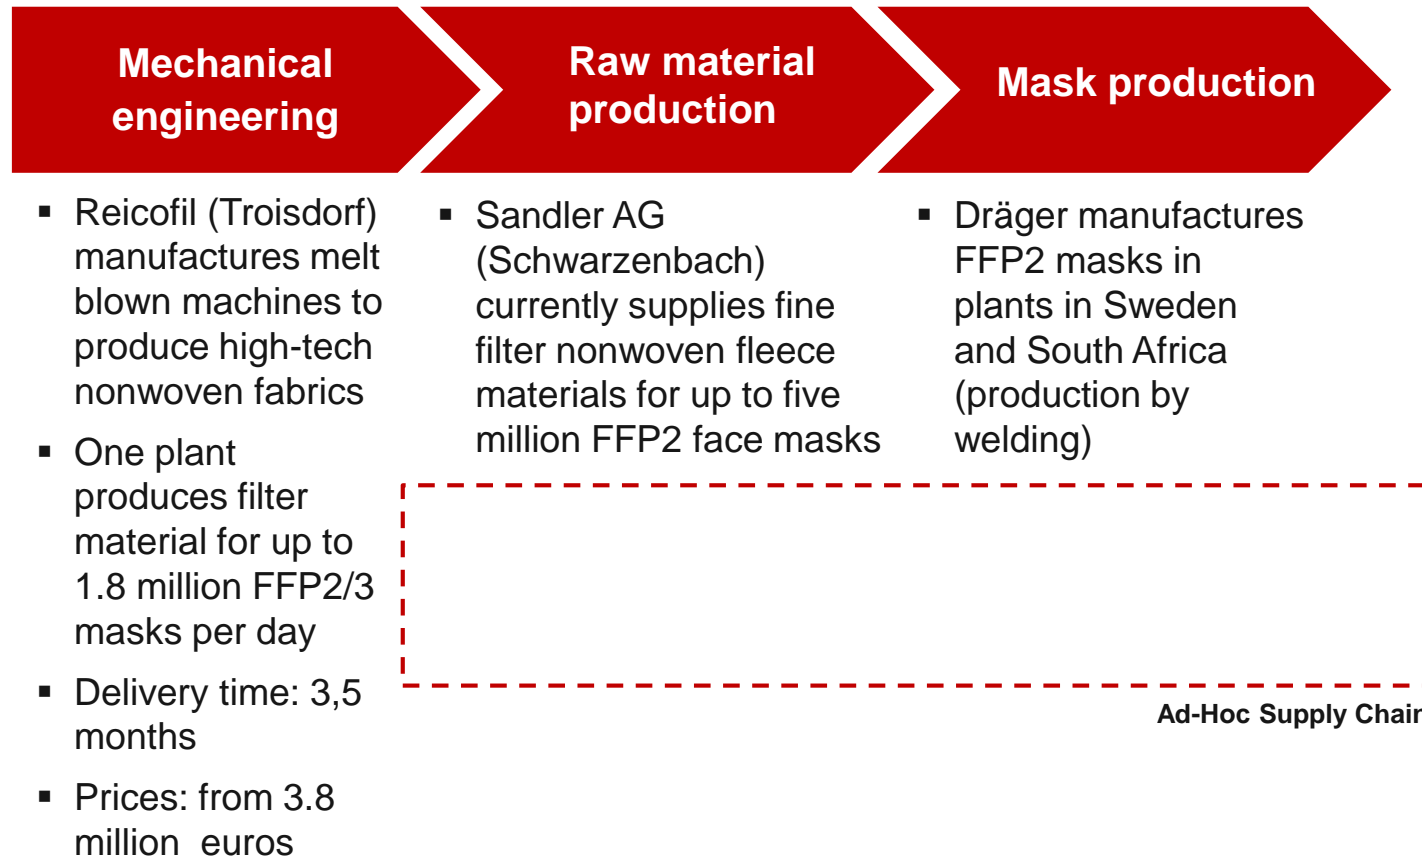 Mechanical
engineering
Raw material
production
Mask production
▪ Reicofil (Troisdorf)
manufactures melt
blown machines to
produce high-tech
nonwoven fabrics
▪ One plant
produces filter
material for up to
1.8 million FFP2/3
masks per day
▪ Delivery time: 3,5
months
▪ Prices: from 3.8
million euros
▪ Sandler AG
(Schwarzenbach)
currently supplies fine
filter nonwoven fleece
materials for up to five
million FFP2 face masks
▪ Dräger manufactures
FFP2 masks in
plants in Sweden
and South Africa
(production by
welding)
Ad-Hoc Supply Chain